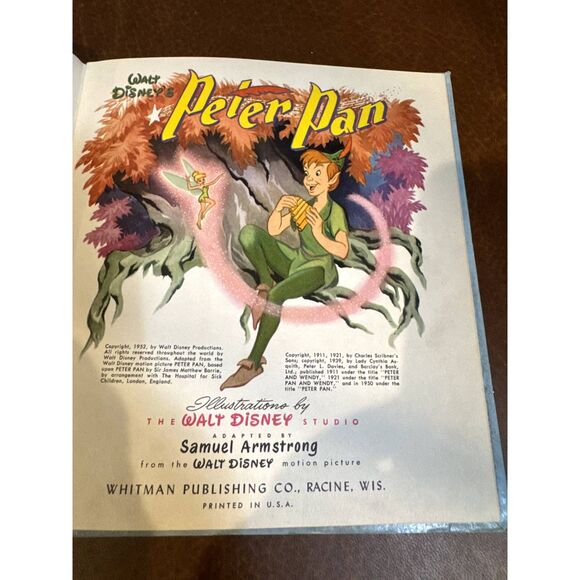 WALT
DISNEY'S
Peter Pan
Copyright, 1952, by Walt Disney Productions.
All rights reserved throughout the world by
Walt Disney Productions. Adapted from the
Walt Disney motion picture PETER PAN, based
upon PETER PAN by Sir James Matthew Barrie,
by arrangement with The Hospital for Sick
Children, London, England.
Copyright, 1911, 1921, by Charles Scribner's
Sons; copyright, 1939, by Lady Cynthia As-
quith, Peter L. Davies, and Barclay's Bank,
Ltd., published 1911 under the title "PETER
AND WENDY," 1921 under the title "PETER
PAN AND WENDY," and in 1950 under the
title "PETER PAN."
Illustrations by
THE WALT DISNEY STUDIO
ADAPTED BY
Samuel Armstrong
from the WALT DISNEY motion picture
WHITMAN PUBLISHING CO., RACINE, WIS.
PRINTED IN U.S.A.